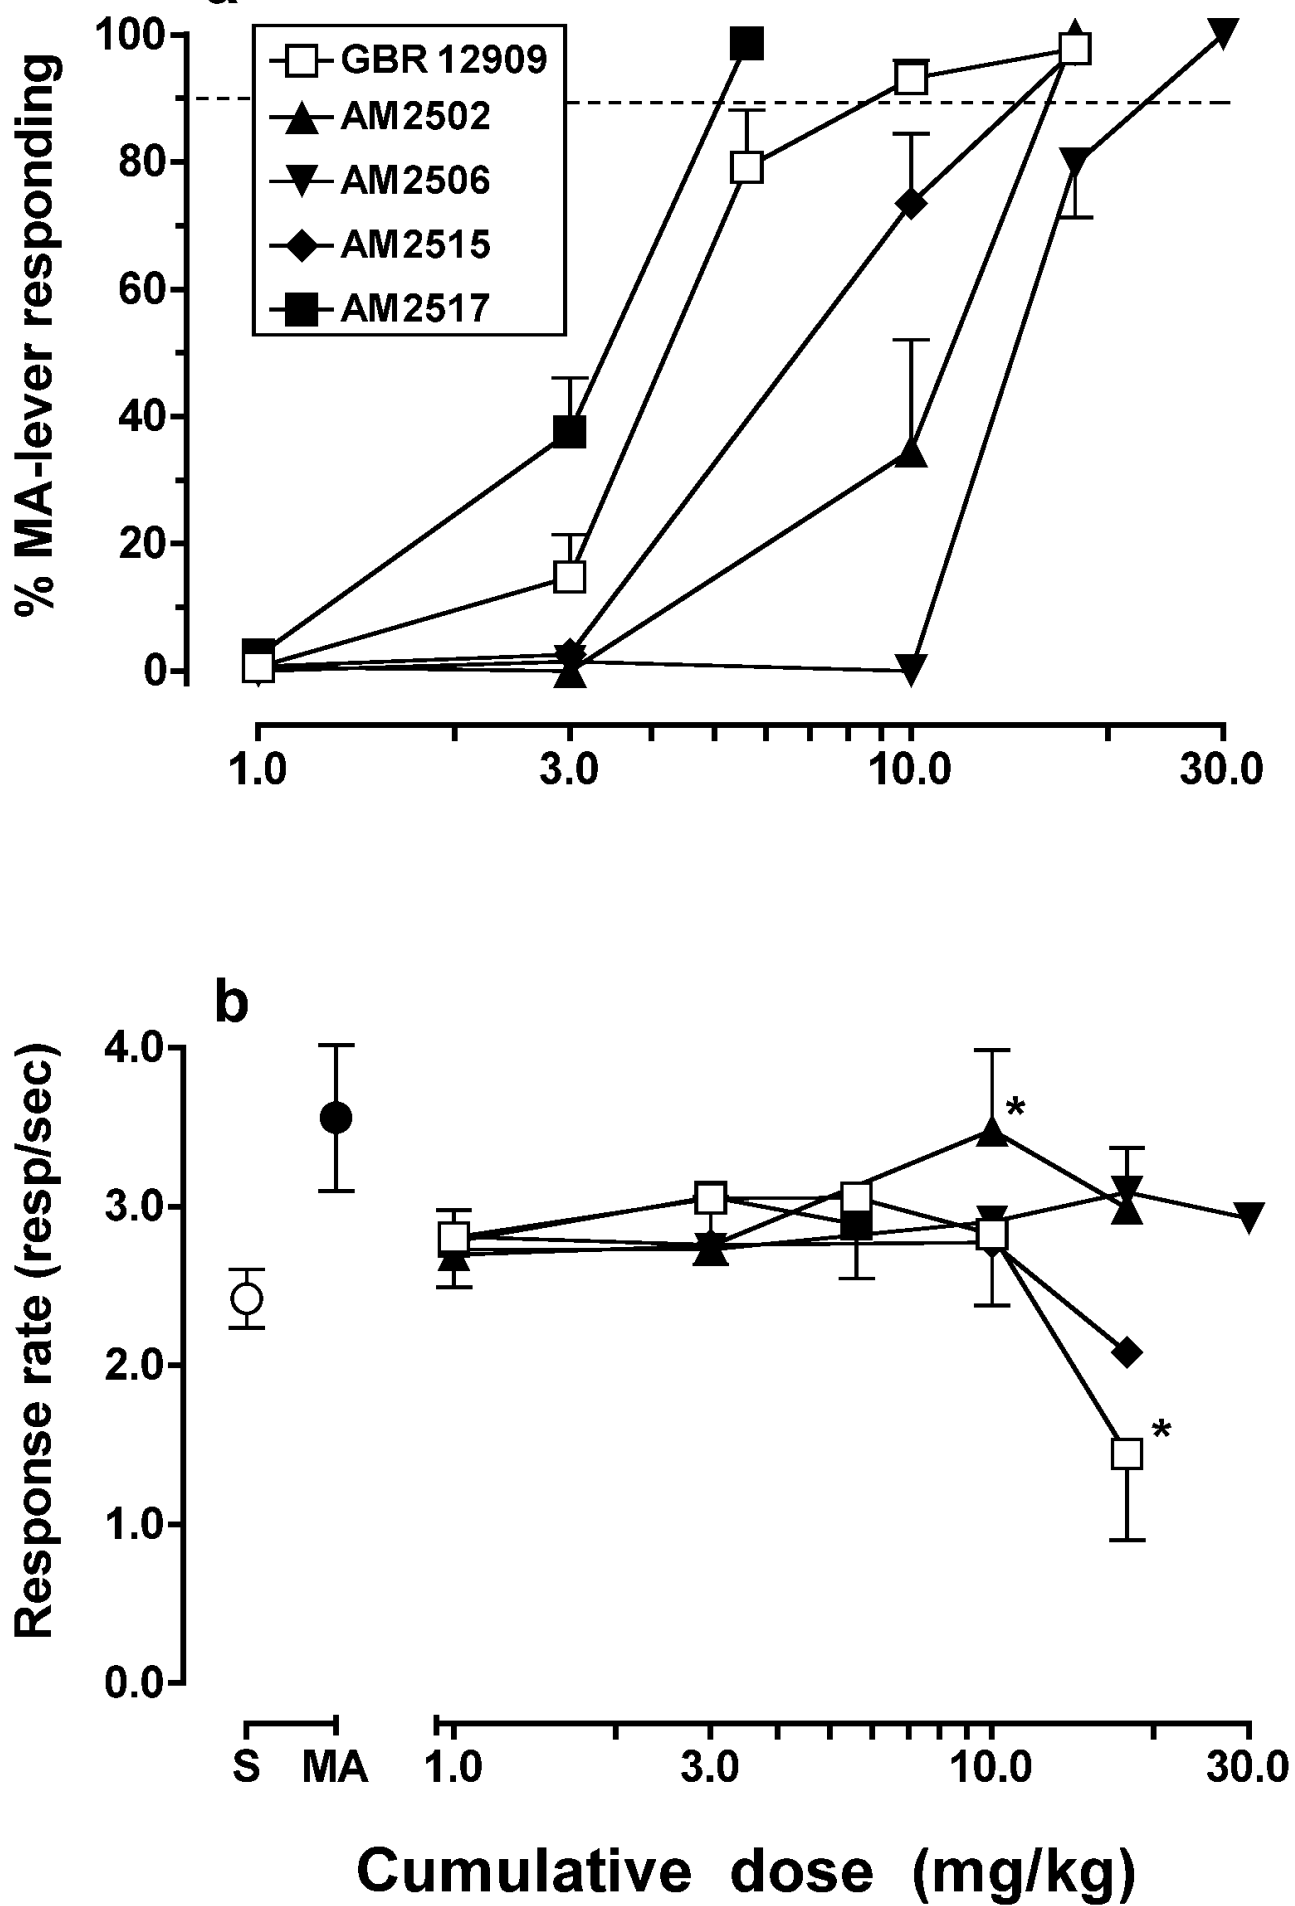 a
100
GBR 12909
AM2502
80
AM2506
AM2515
60
AM2517
40
20
0
% MA-lever responding
1.0 3.0 10.0 30.0
b
4.0
*
3.0
2.0
*
1.0
0.0
Response rate (resp/sec)
S MA 1.0 3.0 10.0 30.0
Cumulative dose (mg/kg)